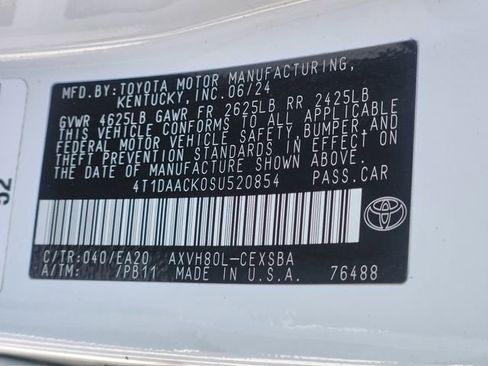 MFD.BY:TOYOTA MOTOR MANUFACTURING,
KENTUCKY, INC. 06/24
GVWR 4625LB GAWR FR 2625LB RR 2425LB
THIS VEHICLE CONFORMS TO ALL APPLICABLE
FEDERAL MOTOR VEHICLE SAFETY, BUMPER, AND
THEFT PREVENTION STANDARDS IN EFFECT ON
THE DATE OF MANUFACTURE SHOWN ABOVE.
4T1DAACK0SU520854 PASS.CAR
C/TR:040/EA20 AXVH80L-CEXSBA
A/TM: /PB11 MADE IN U.S.A. 76488